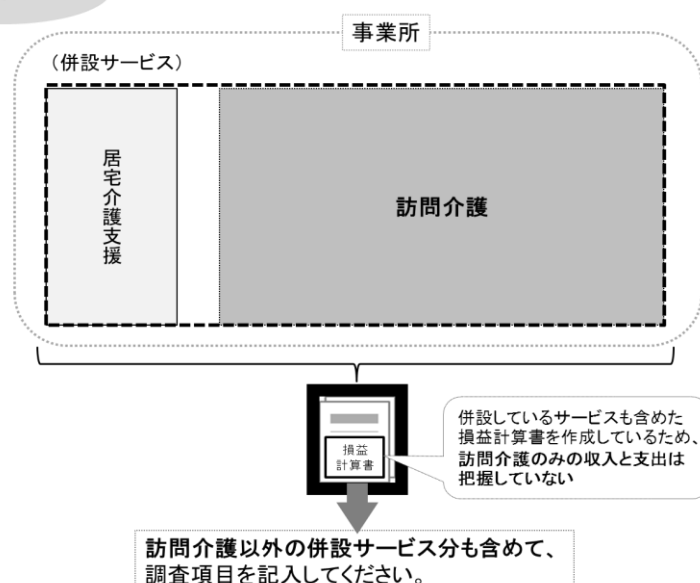 事業所
（併設サービス）
居宅介護支援
訪問介護
損益
計算書
併設しているサービスも含めた
損益計算書を作成しているため、
訪問介護のみの収入と支出は
把握していない
訪問介護以外の併設サービス分も含めて、
調査項目を記入してください。